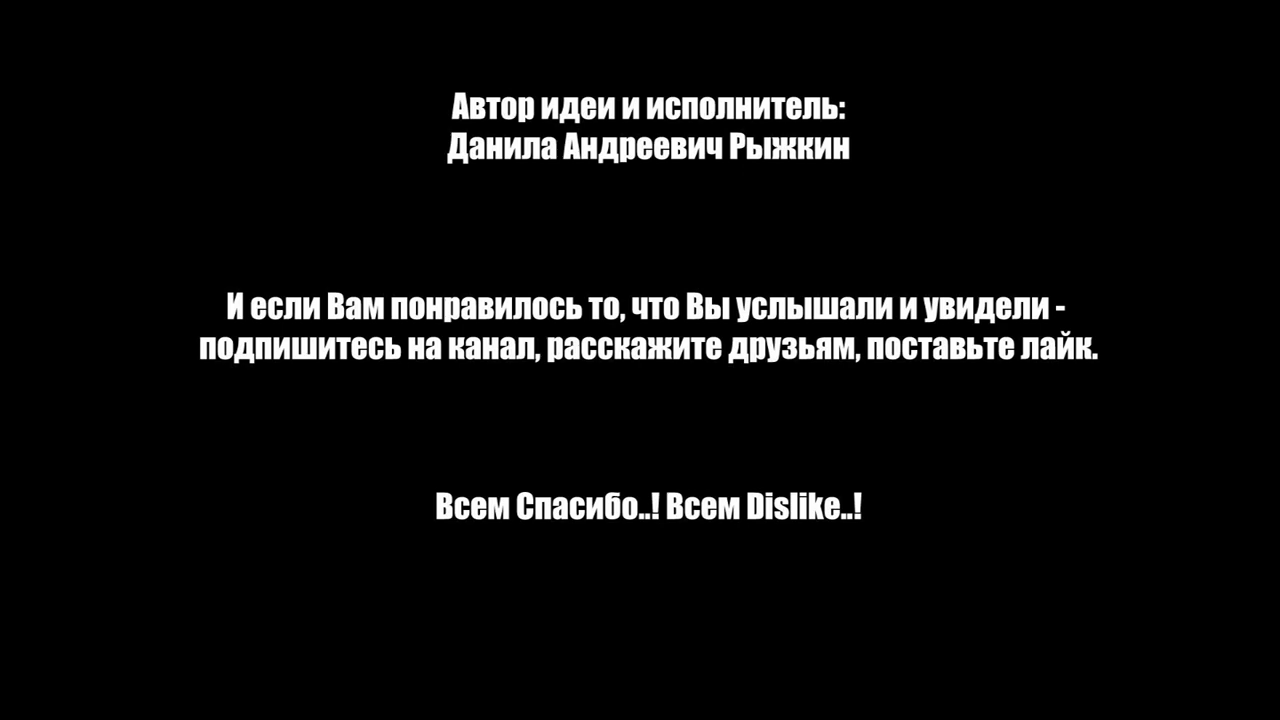 Автор идеи и исполнитель:
Данила Андреевич Рыжкин
И если Вам понравилось то, что Вы услышали и увидели -
подпишитесь на канал, расскажите друзьям, поставьте лайк.
Всем Спасибо..! Всем Dislike..!